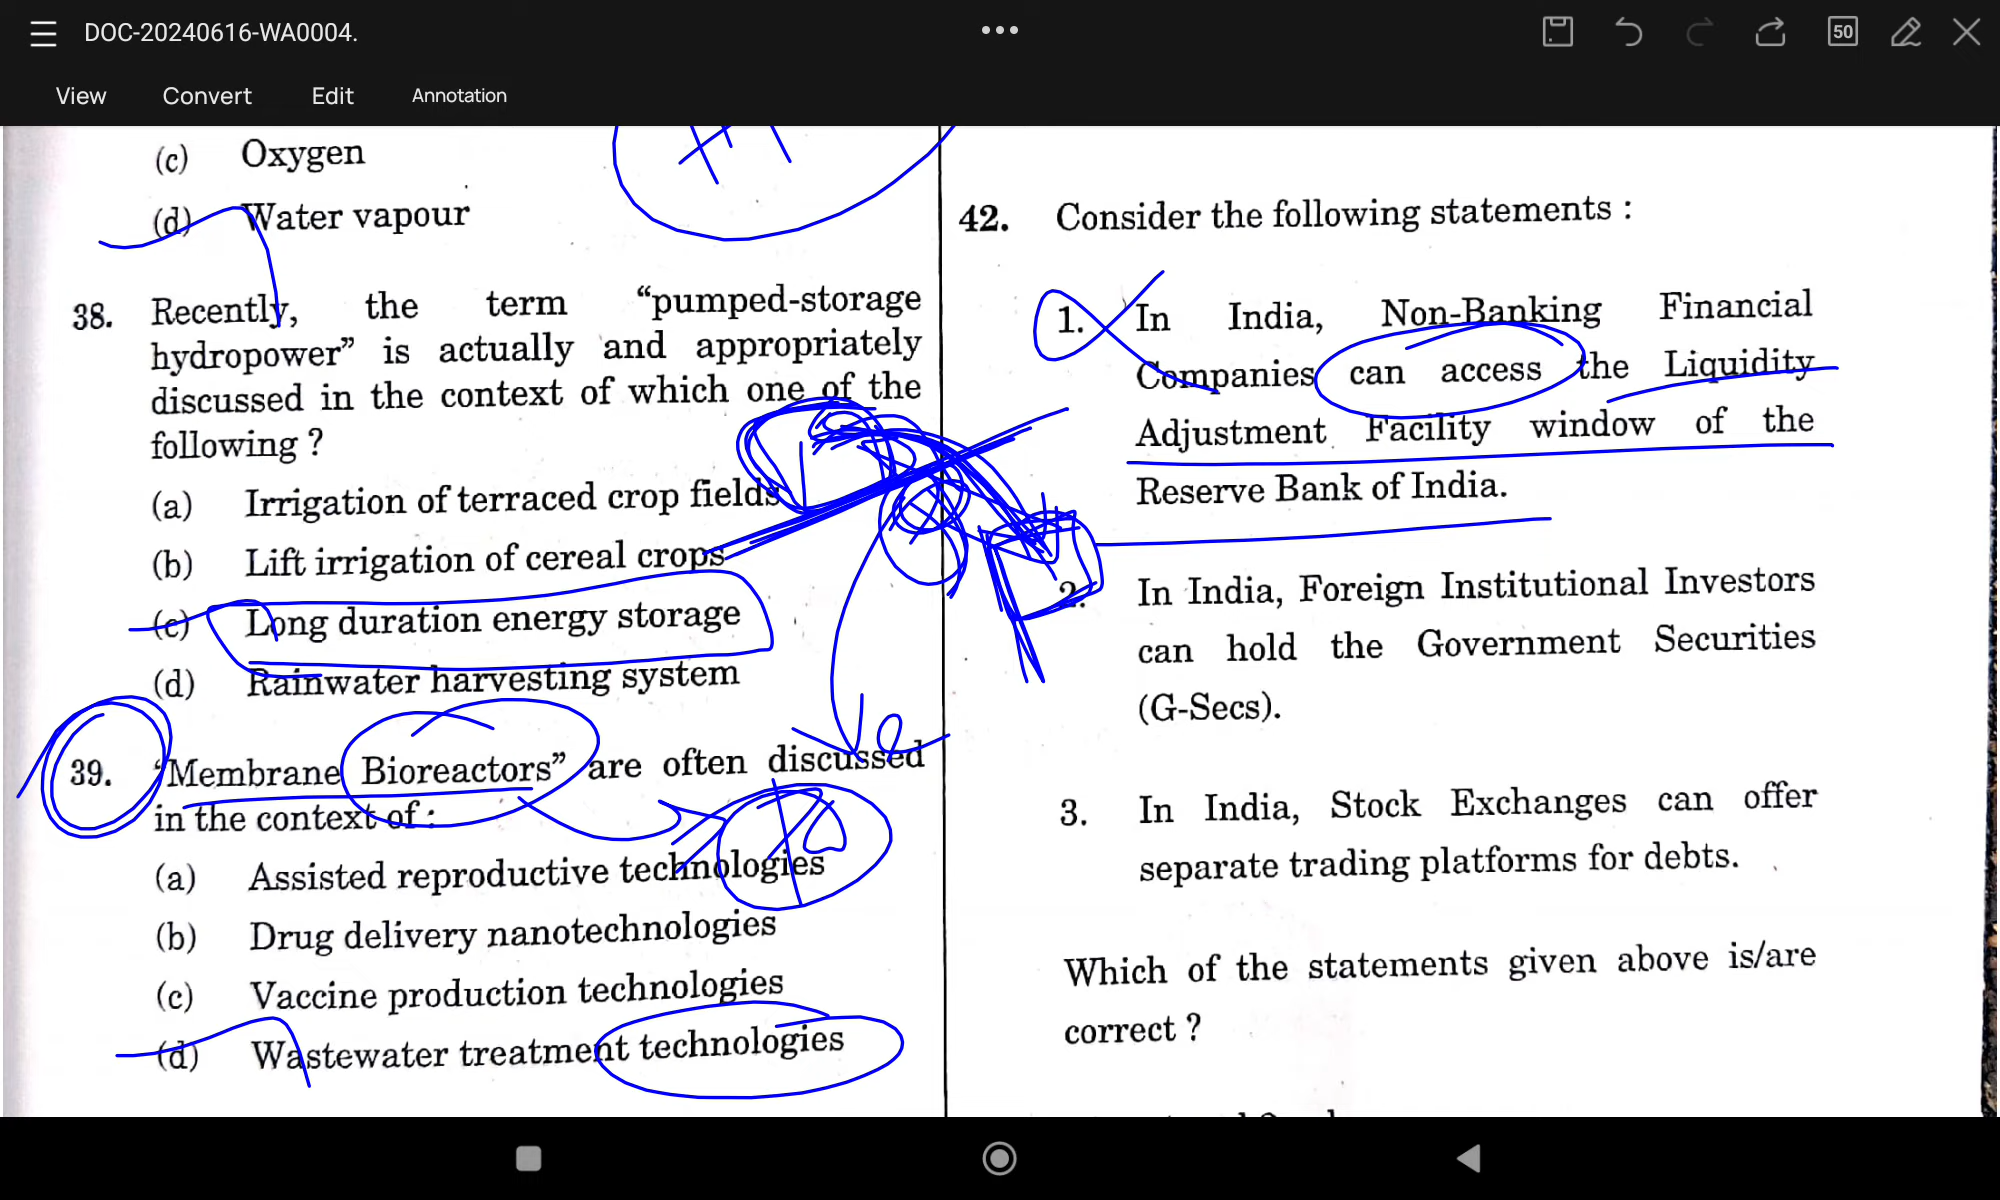 DOC-20240616-WA0004.
50
View Convert Edit Annotation
(c) Oxygen
(d) Water vapour
38. Recently, the term "pumped-storage
hydropower" is actually and appropriately
discussed in the context of which one of the
following ?
(a) Irrigation of terraced crop fields
(b) Lift irrigation of cereal crops
(c) Long duration energy storage
(d) Rainwater harvesting system
39. "Membrane Bioreactors" are often discussed
in the context of :
(a) Assisted reproductive technologies
(b) Drug delivery nanotechnologies
(c) Vaccine production technologies
(d) Wastewater treatment technologies
42. Consider the following statements :
1. In India, Non-Banking Financial
Companies can access the Liquidity
Adjustment Facility window of the
Reserve Bank of India.
2. In India, Foreign Institutional Investors
can hold the Government Securities
(G-Secs).
3. In India, Stock Exchanges can offer
separate trading platforms for debts.
Which of the statements given above is/are
correct ?